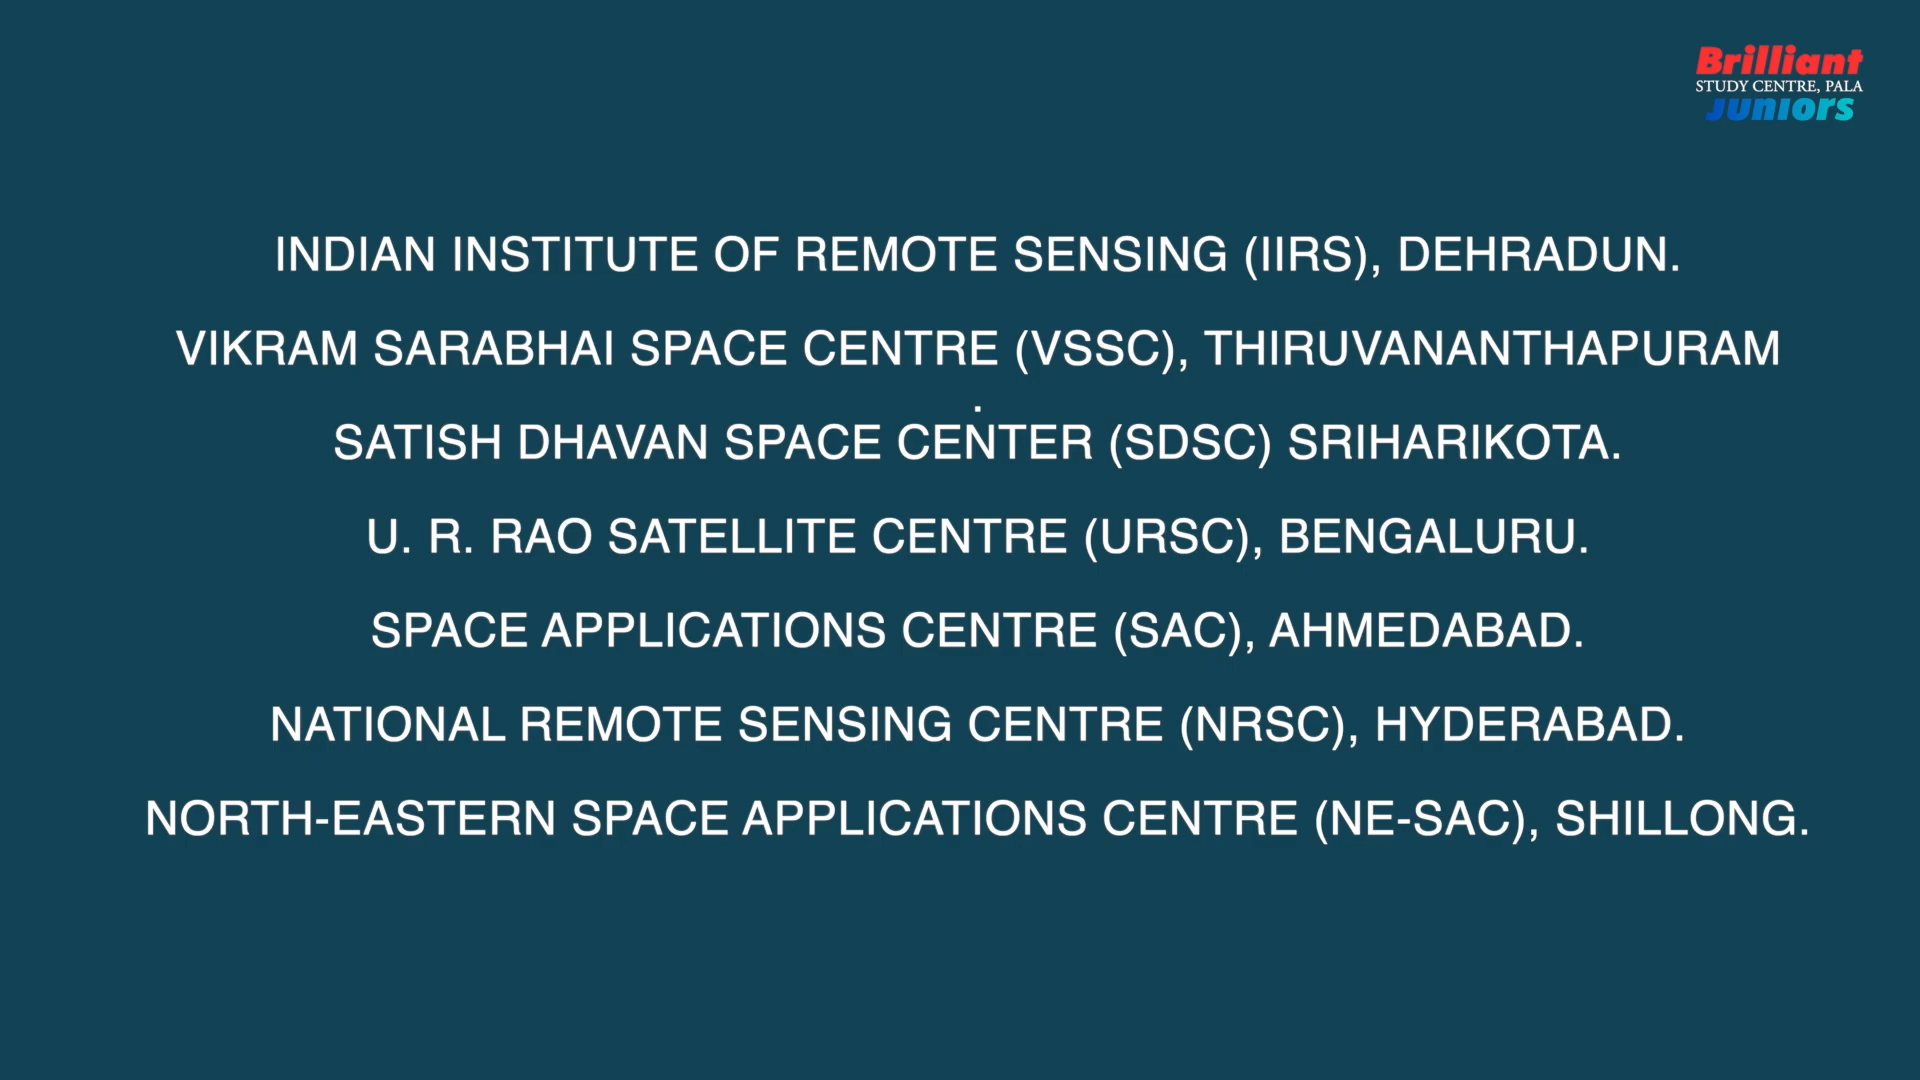 Brilliant
STUDY CENTRE, PALA
JUNIORS
INDIAN INSTITUTE OF REMOTE SENSING (IIRS), DEHRADUN.
VIKRAM SARABHAI SPACE CENTRE (VSSC), THIRUVANANTHAPURAM
.
SATISH DHAVAN SPACE CENTER (SDSC) SRIHARIKOTA.
U. R. RAO SATELLITE CENTRE (URSC), BENGALURU.
SPACE APPLICATIONS CENTRE (SAC), AHMEDABAD.
NATIONAL REMOTE SENSING CENTRE (NRSC), HYDERABAD.
NORTH-EASTERN SPACE APPLICATIONS CENTRE (NE-SAC), SHILLONG.